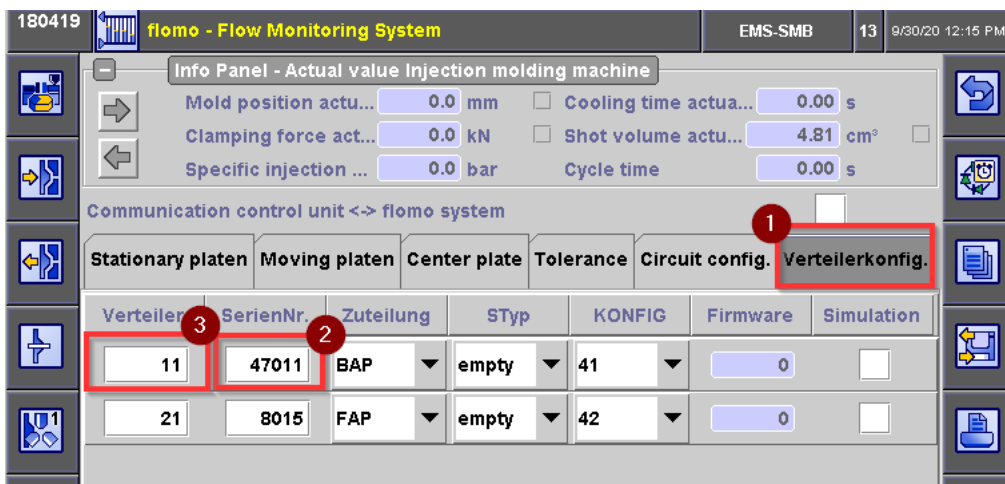 180419 flomo - Flow Monitoring System EMS-SMB 13 9/30/20 12:15 PM
Info Panel - Actual value Injection molding machine
Mold position actu... 0.0 mm Cooling time actua... 0.00 s
Clamping force act... 0.0 kN Shot volume actu... 4.81 cm³
Specific injection ... 0.0 bar Cycle time 0.00 s
Communication control unit <-> flomo system
1
Stationary platen Moving platen Center plate Tolerance Circuit config. Verteilerkonfig.
Verteiler 3 SerienNr. 2 Zuteilung STyp KONFIG Firmware Simulation
11 47011 BAP empty 41 0
21 8015 FAP empty 42 0